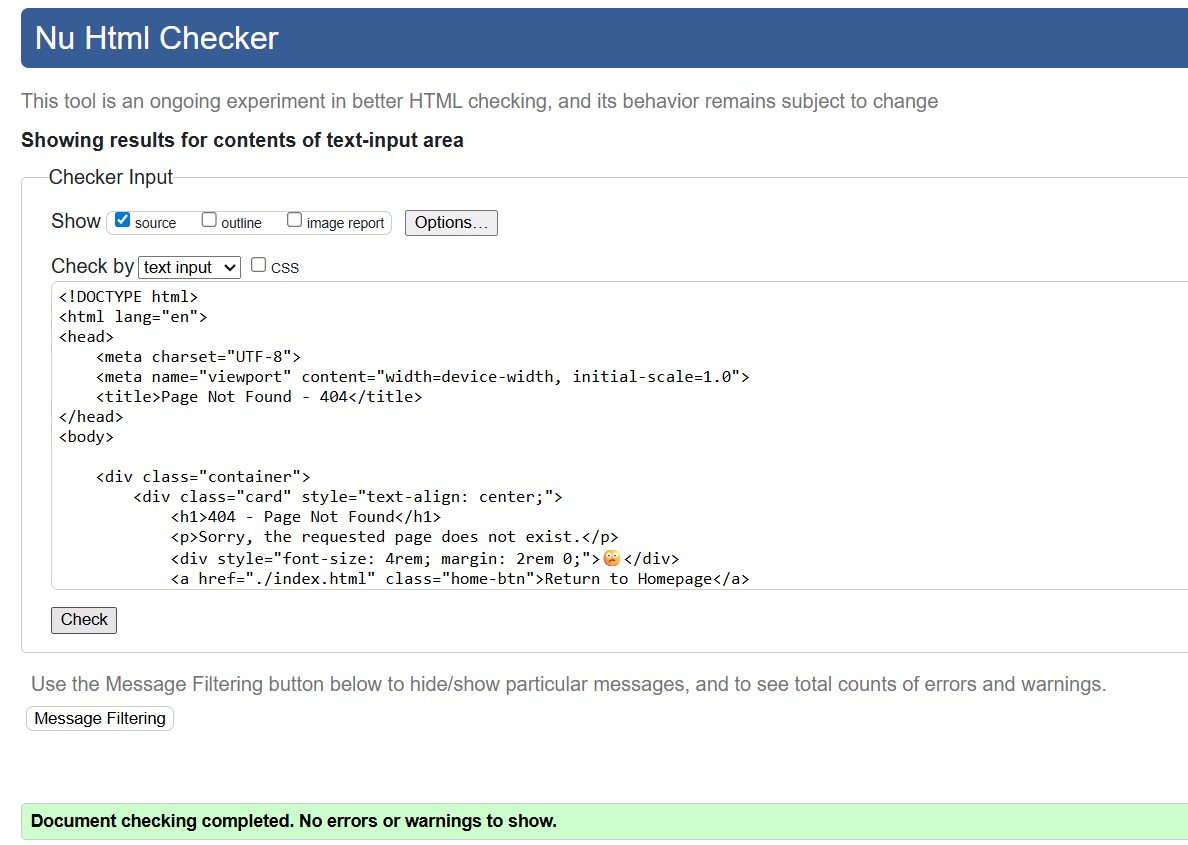 Nu Html Checker
This tool is an ongoing experiment in better HTML checking, and its behavior remains subject to change
Showing results for contents of text-input area
Checker Input
Show source outline image report Options...
Check by text input CSS
<!DOCTYPE html>
<html lang="en">
<head>
    <meta charset="UTF-8">
    <meta name="viewport" content="width=device-width, initial-scale=1.0">
    <title>Page Not Found - 404</title>
</head>
<body>
    <div class="container">
        <div class="card" style="text-align: center;">
            <h1>404 - Page Not Found</h1>
            <p>Sorry, the requested page does not exist.</p>
            <div style="font-size: 4rem; margin: 2rem 0;">😕</div>
            <a href="./index.html" class="home-btn">Return to Homepage</a>
Check
Use the Message Filtering button below to hide/show particular messages, and to see total counts of errors and warnings.
Message Filtering
Document checking completed. No errors or warnings to show.